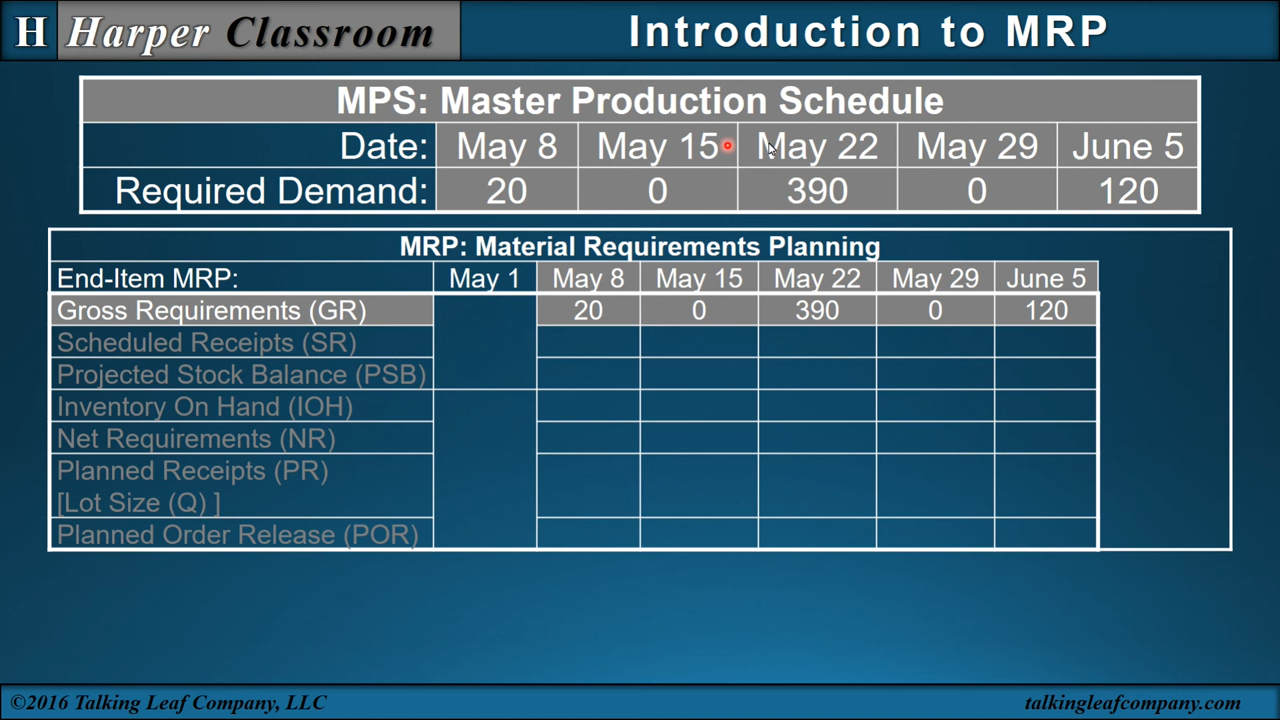 H Harper Classroom Introduction to MRP
MPS: Master Production Schedule
Date: May 8 May 15 May 22 May 29 June 5
Required Demand: 20 0 390 0 120
MRP: Material Requirements Planning
End-Item MRP: May 1 May 8 May 15 May 22 May 29 June 5
Gross Requirements (GR) 20 0 390 0 120
Scheduled Receipts (SR)
Projected Stock Balance (PSB)
Inventory On Hand (IOH)
Net Requirements (NR)
Planned Receipts (PR)
[Lot Size (Q) ]
Planned Order Release (POR)
©2016 Talking Leaf Company, LLC talkingleafcompany.com